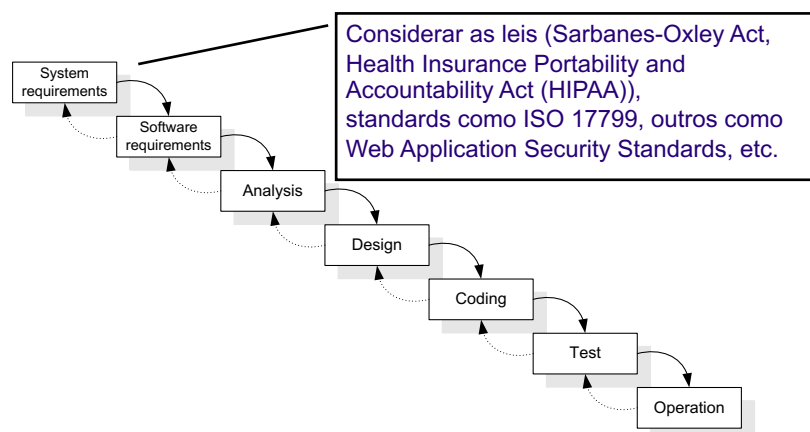 Considerar as leis (Sarbanes-Oxley Act,
Health Insurance Portability and
Accountability Act (HIPAA)),
standards como ISO 17799, outros como
Web Application Security Standards, etc.
System
requirements
Software
requirements
Analysis
Design
Coding
Test
Operation